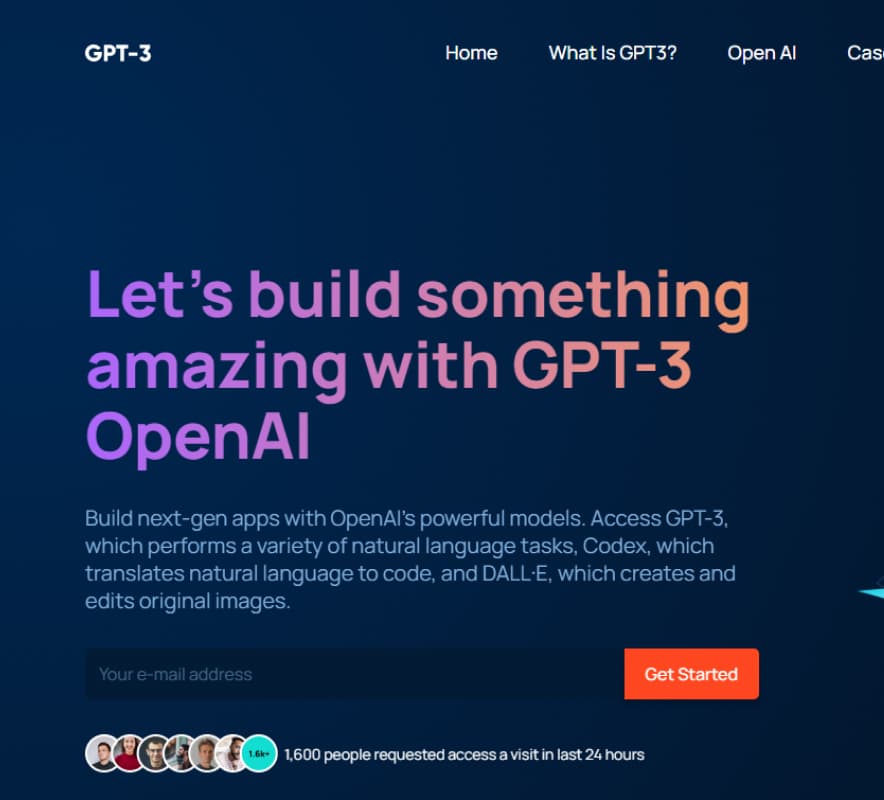 GPT-3 Home What Is GPT3? Open AI Cas
Let's build something
amazing with GPT-3
OpenAI
Build next-gen apps with OpenAI's powerful models. Access GPT-3,
which performs a variety of natural language tasks, Codex, which
translates natural language to code, and DALL·E, which creates and
edits original images.
Your e-mail address Get Started
1.6k+ 1,600 people requested access a visit in last 24 hours